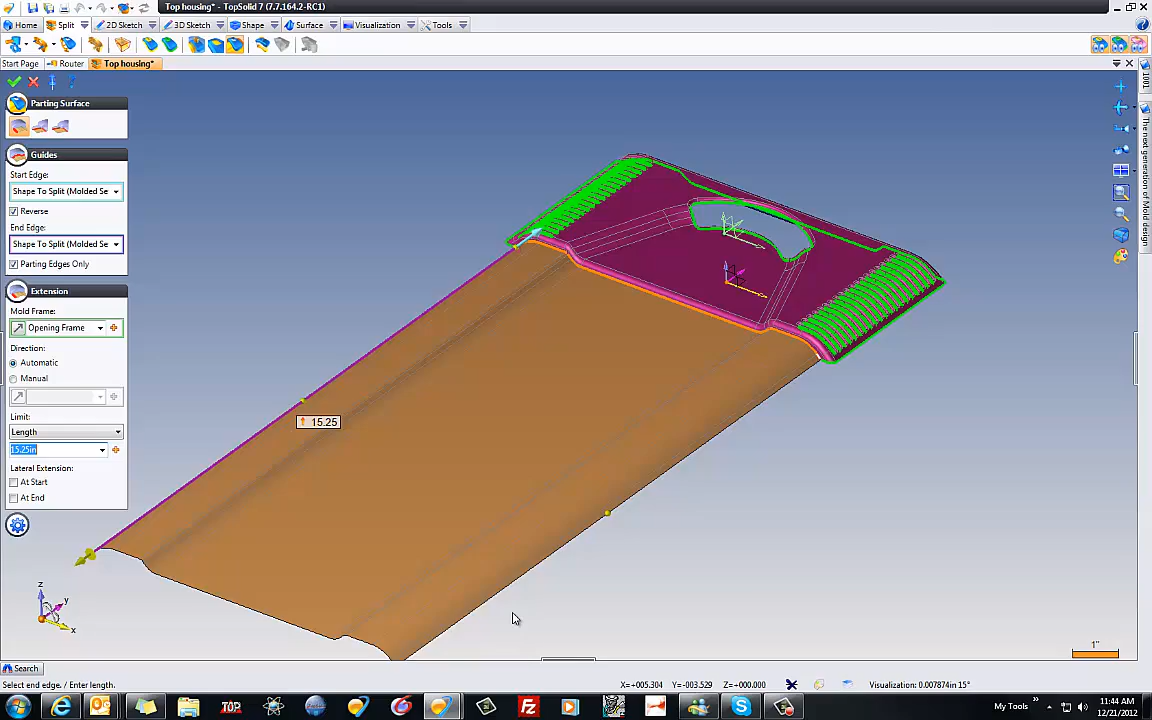 Top housing* - TopSolid 7 (7.7.164.2-RC1)
Home Split 2D Sketch 3D Sketch Shape Surface Visualization Tools
Start Page Router Top housing*
Parting Surface
Guides
Start Edge:
Shape To Split (Molded Se
Reverse
End Edge:
Shape To Split (Molded Se
Parting Edges Only
Extension
Mold Frame:
Opening Frame
Direction:
Automatic
Manual
Limit:
Length
15.25in
Lateral Extension:
At Start
At End
15.25
z
y
x
1001
The next generation of Mold design
1"
Search
Select end edge. / Enter length.
X=+005.304 Y=-003.529 Z=+000.000 Visualization: 0.007874in 15°
TOP
My Tools
11:44 AM
12/21/2012